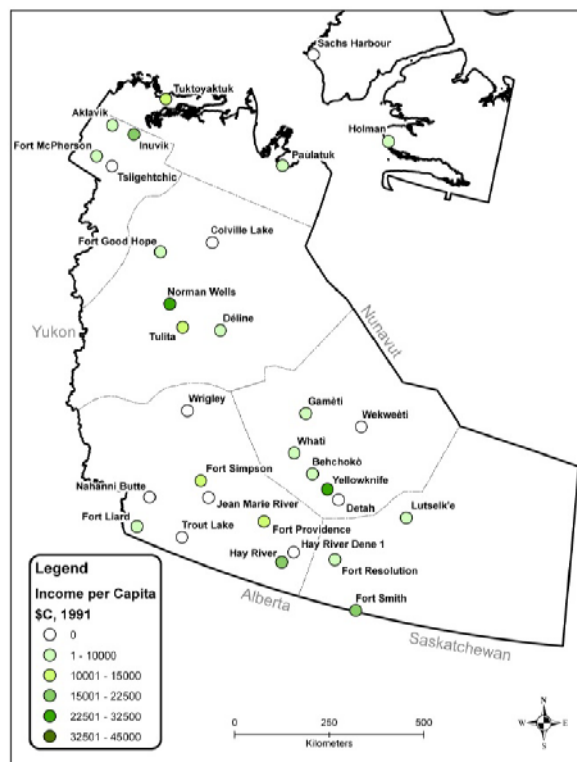 Sachs Harbour
Tuktoyaktuk
Aklavik
Inuvik
Holman
Fort McPherson
Paulatuk
Tsiigehtchic
Colville Lake
Fort Good Hope
Norman Wells
Nunavut
Yukon
Tulita
Déline
Wrigley
Gamèti
Wekweèti
Whati
Behchokò
Fort Simpson
Yellowknife
Nahanni Butte
Jean Marie River
Detah
Lutselk'e
Fort Liard
Trout Lake
Fort Providence
Hay River Dene 1
Hay River
Fort Resolution
Alberta
Fort Smith
Saskatchewan
Legend
Income per Capita
$C, 1991
0
1 - 10000
10001 - 15000
15001 - 22500
22501 - 32500
32501 - 45000
0 250 500
Kilometers
N
W E
S